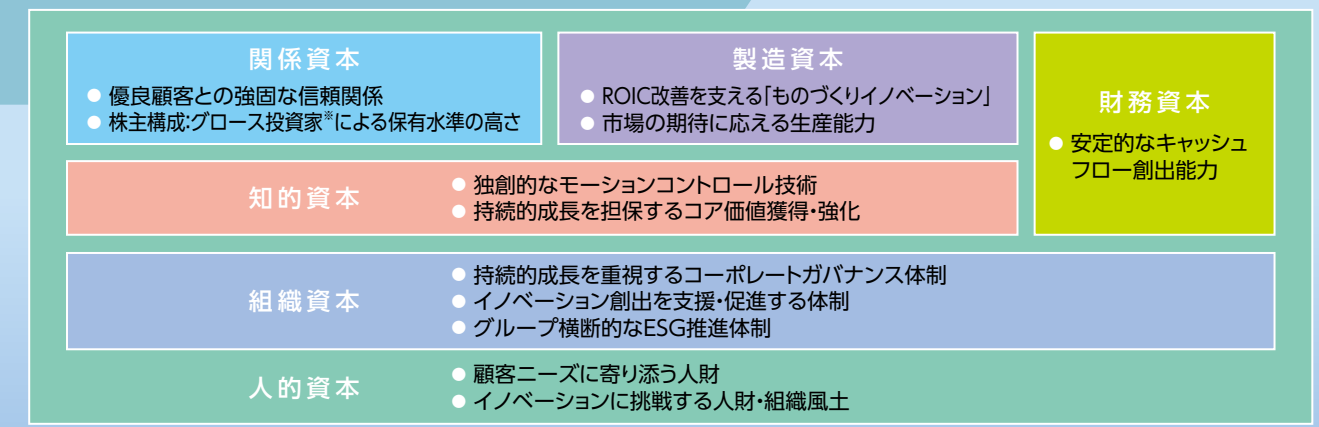 関係資本
● 優良顧客との強固な信頼関係
● 株主構成:グロース投資家※による保有水準の高さ
製造資本
● ROIC改善を支える「ものづくりイノベーション」
● 市場の期待に応える生産能力
財務資本
● 安定的なキャッシュ
フロー創出能力
知的資本
● 独創的なモーションコントロール技術
● 持続的成長を担保するコア価値獲得・強化
組織資本
● 持続的成長を重視するコーポレートガバナンス体制
● イノベーション創出を支援・促進する体制
● グループ横断的なESG推進体制
人的資本
● 顧客ニーズに寄り添う人財
● イノベーションに挑戦する人財・組織風土